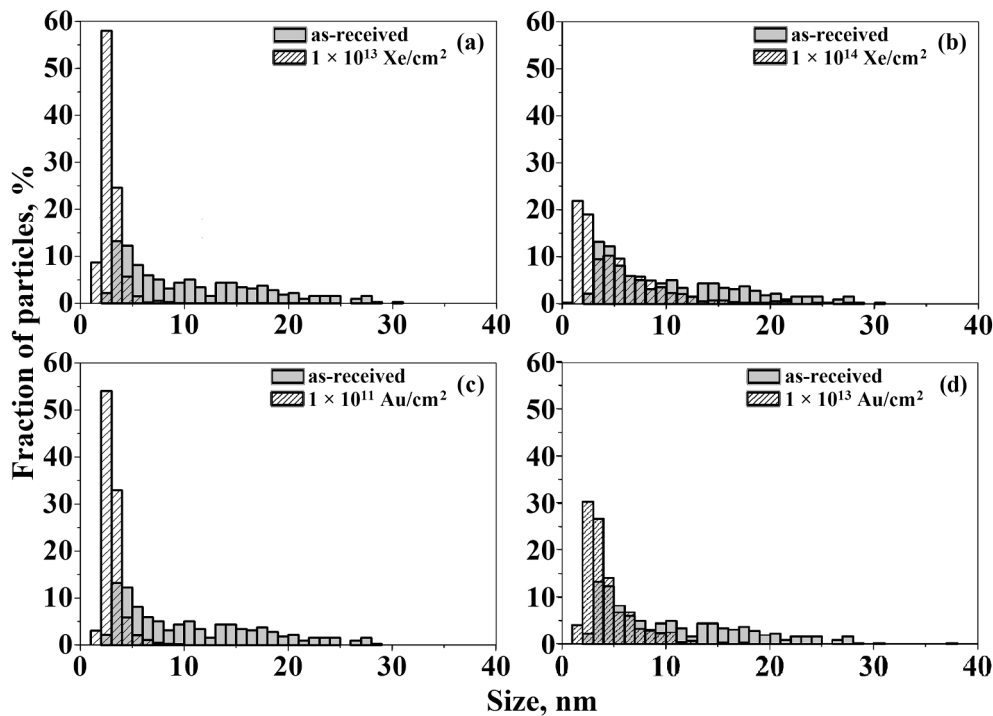 60
50
40
30
20
10
0
as-received
1 × 10¹³ Xe/cm²
(a)
0 10 20 30 40
60
50
40
30
20
10
0
as-received
1 × 10¹⁴ Xe/cm²
(b)
0 10 20 30 40
60
50
40
30
20
10
0
as-received
1 × 10¹¹ Au/cm²
(c)
0 10 20 30 40
60
50
40
30
20
10
0
as-received
1 × 10¹³ Au/cm²
(d)
0 10 20 30 40
Fraction of particles, %
Size, nm